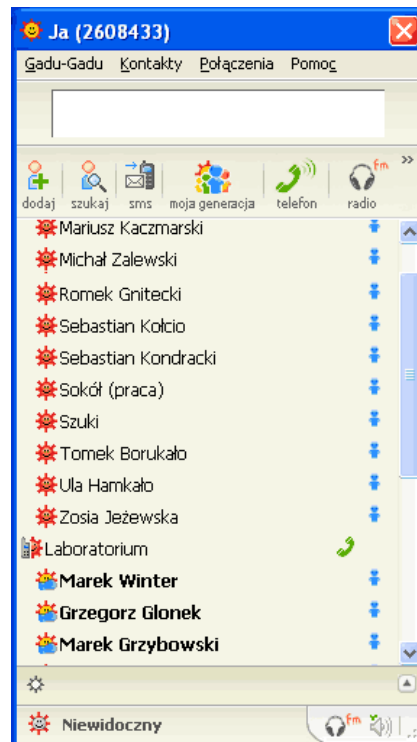 Ja (2608433)
Gadu-Gadu Kontakty Połączenia Pomoc
dodaj szukaj sms moja generacja telefon fm radio
Mariusz Kaczmarski
Michał Zalewski
Romek Gnitecki
Sebastian Kołcio
Sebastian Kondracki
Sokół (praca)
Szuki
Tomek Borukało
Ula Hamkało
Zosia Jeżewska
Laboratorium
Marek Winter
Grzegorz Glonek
Marek Grzybowski
Niewidoczny fm